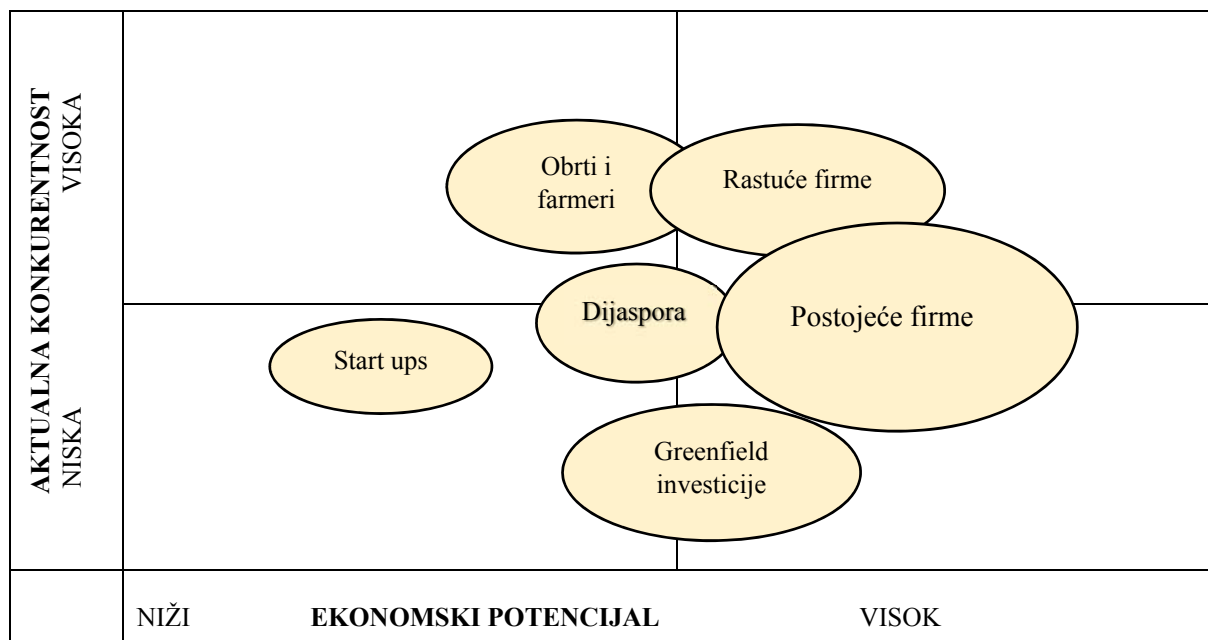 AKTUALNA KONKURENTNOST
NISKA VISOKA
Obrti i
farmeri
Rastuće firme
Dijaspora
Postojeće firme
Start ups
Greenfield
investicije
NIŽI EKONOMSKI POTENCIJAL VISOK